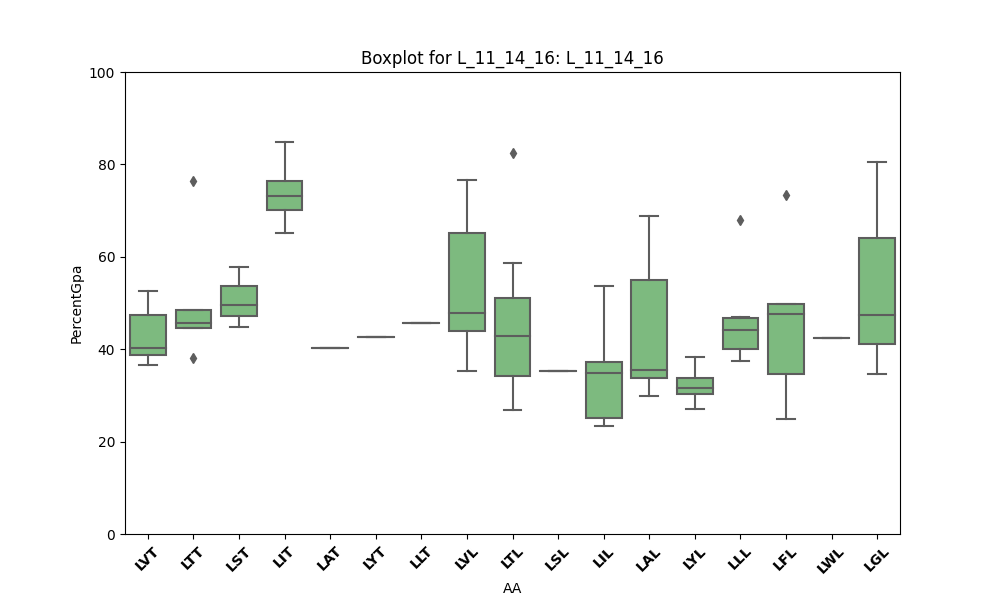 Boxplot for L_11_14_16: L_11_14_16
PercentGpa
100
80
60
40
20
0
LVT LTT LST LIT LAT LYT LLT LVL LTL LSL LIL LAL LYL LLL LFL LWL LGL
AA